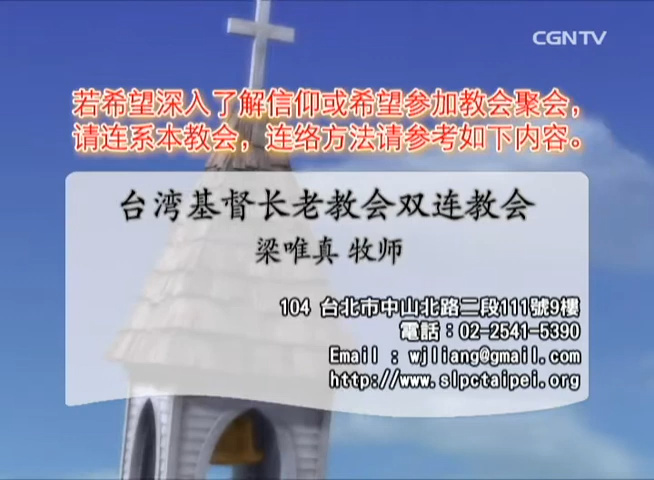 CGNTV
若希望深入了解信仰或希望参加教会聚会，
请连系本教会，连络方法请参考如下内容。
台湾基督长老教会双连教会
梁唯真 牧师
104 台北市中山北路二段111號9樓
電話：02-2541-5390
Email : wjliang@gmail.com
http://www.slpctaipei.org